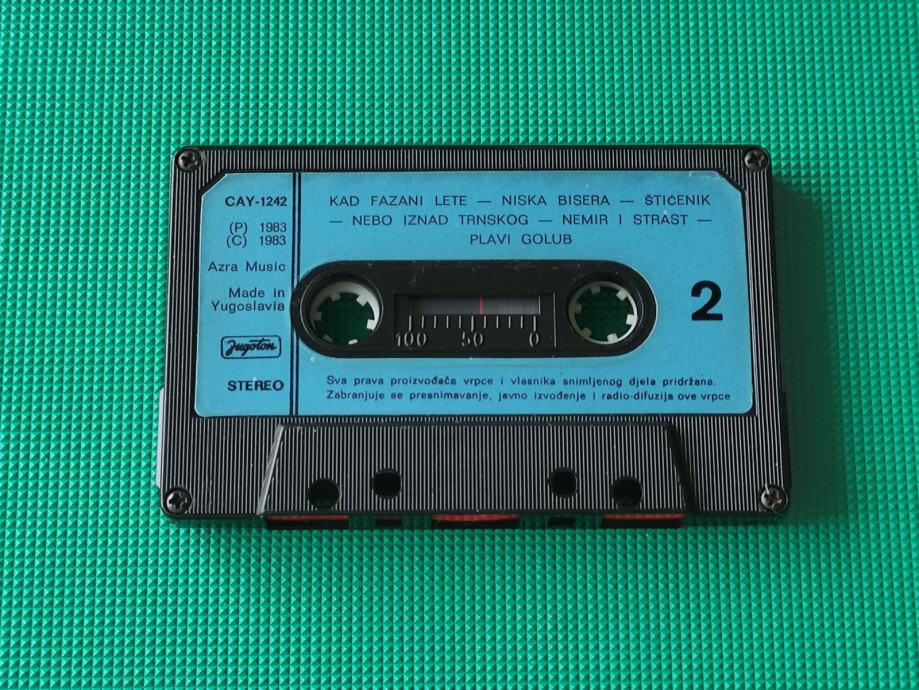 CAY-1242
(P) 1983
(C) 1983
Azra Music
Made in
Yugoslavia
Jugoton
STEREO
KAD FAZANI LETE — NISKA BISERA — ŠTIĆENIK
— NEBO IZNAD TRNSKOG — NEMIR I STRAST —
PLAVI GOLUB
100 50 0
2
Sva prava proizvođača vrpce i vlasnika snimljenog djela pridržana.
Zabranjuje se presnimavanje, javno izvođenje i radio-difuzija ove vrpce